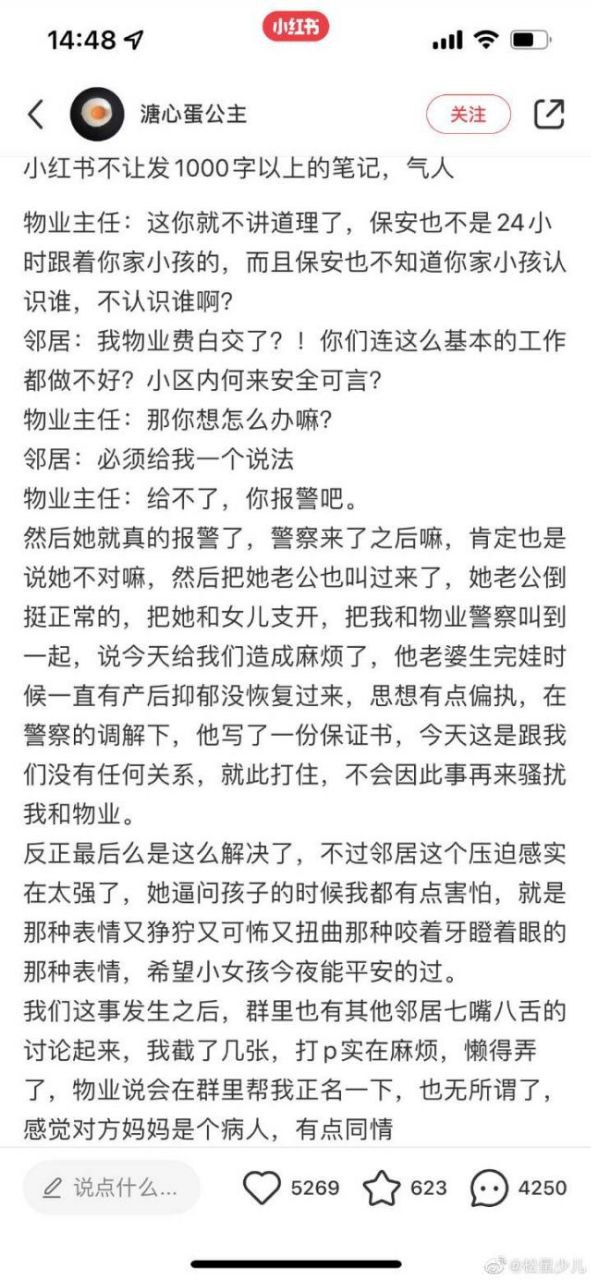 14:48
小红书
溏心蛋公主
关注
小红书不让发1000字以上的笔记，气人
物业主任：这你就不讲道理了，保安也不是24小
时跟着你家小孩的，而且保安也不知道你家小孩认
识谁，不认识谁啊？
邻居：我物业费白交了？！你们连这么基本的工作
都做不好？小区内何来安全可言？
物业主任：那你想怎么办嘛？
邻居：必须给我一个说法
物业主任：给不了，你报警吧。
然后她就真的报警了，警察来了之后嘛，肯定也是
说她不对嘛，然后把她老公也叫过来了，她老公倒
挺正常的，把她和女儿支开，把我和物业警察叫到
一起，说今天给我们造成麻烦了，他老婆生完娃时
候一直有产后抑郁没恢复过来，思想有点偏执，在
警察的调解下，他写了一份保证书，今天这是跟我
们没有任何关系，就此打住，不会因此事再来骚扰
我和物业。
反正最后么是这么解决了，不过邻居这个压迫感实
在太强了，她逼问孩子的时候我都有点害怕，就是
那种表情又狰狞又可怖又扭曲那种咬着牙瞪着眼的
那种表情，希望小女孩今夜能平安的过。
我们这事发生之后，群里也有其他邻居七嘴八舌的
讨论起来，我截了几张，打p实在麻烦，懒得弄
了，物业说会在群里帮我正名一下，也无所谓了，
感觉对方妈妈是个病人，有点同情
说点什么...
5269
623
4250